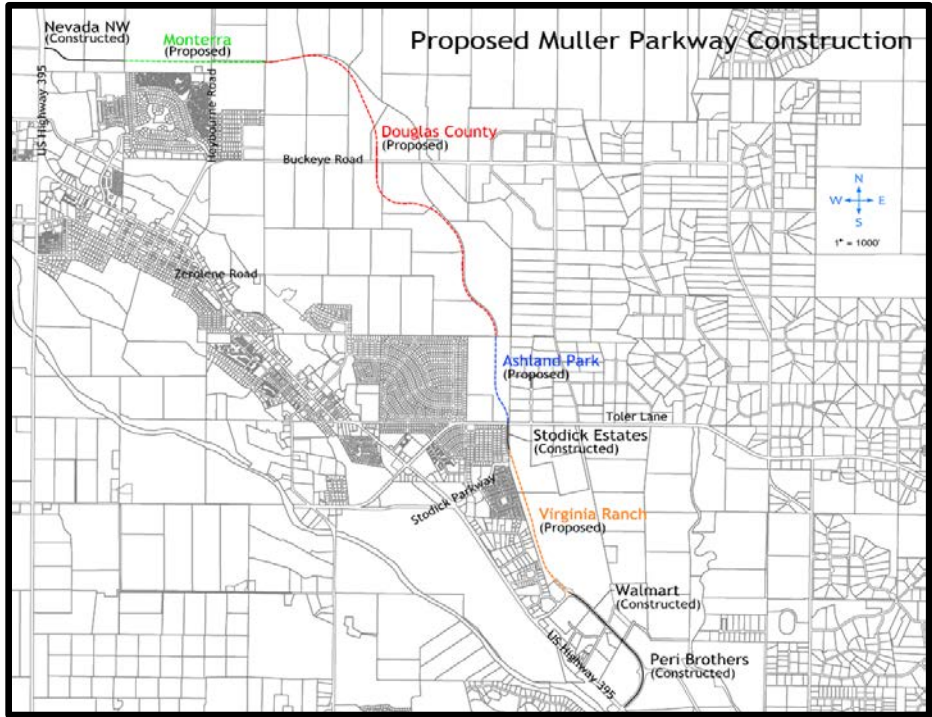 Nevada NW
(Constructed)
Monterra
(Proposed)
Proposed Muller Parkway Construction
US Highway 395
Heybourne Road
Douglas County
(Proposed)
Buckeye Road
N
W E
S
1" = 1000'
Zerolene Road
Ashland Park
(Proposed)
Toler Lane
Stodick Estates
(Constructed)
Stodick Parkway
Virginia Ranch
(Proposed)
Walmart
(Constructed)
US Highway 395
Peri Brothers
(Constructed)